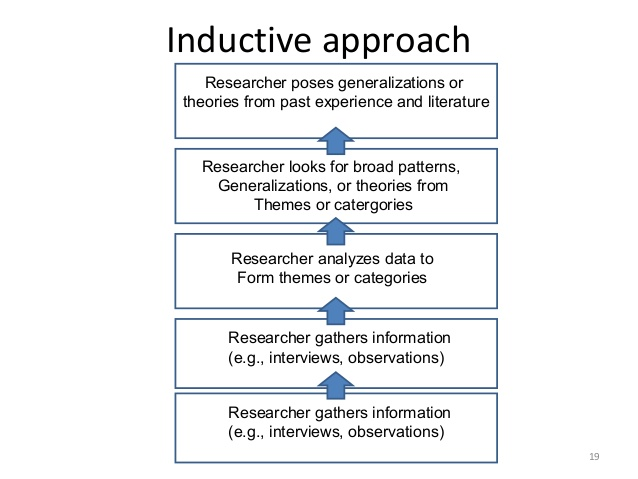 Inductive approach
Researcher poses generalizations or
theories from past experience and literature
Researcher looks for broad patterns,
Generalizations, or theories from
Themes or catergories
Researcher analyzes data to
Form themes or categories
Researcher gathers information
(e.g., interviews, observations)
Researcher gathers information
(e.g., interviews, observations)
19